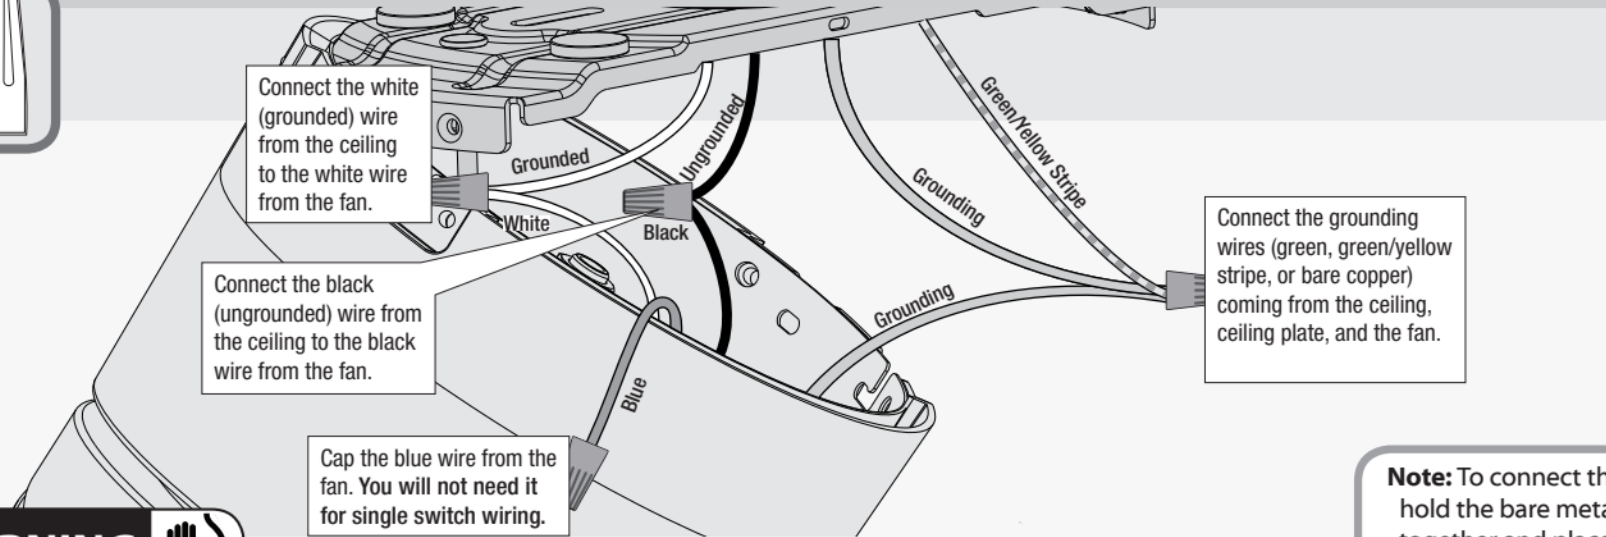 Connect the white
(grounded) wire
from the ceiling
to the white wire
from the fan.
Grounded
Ungrounded
Green/Yellow Stripe
Grounding
White
Black
Connect the grounding
wires (green, green/yellow
stripe, or bare copper)
coming from the ceiling,
ceiling plate, and the fan.
Connect the black
(ungrounded) wire from
the ceiling to the black
wire from the fan.
Grounding
Blue
Cap the blue wire from the
fan. You will not need it
for single switch wiring.
Note: To connect th
hold the bare meta